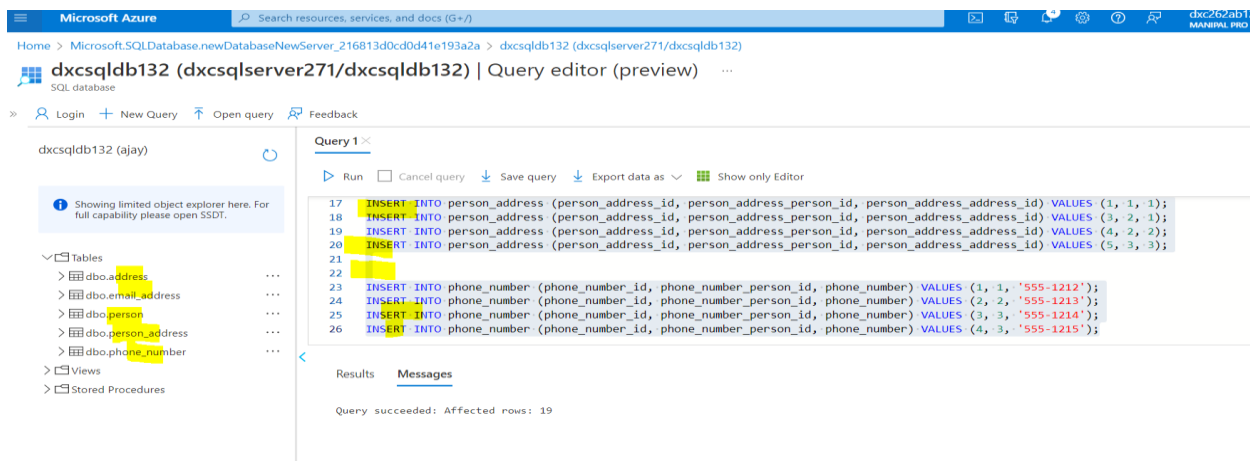 Microsoft Azure
Search resources, services, and docs (G+/)
4
dxc262ab1
MANIPAL PRO
Home > Microsoft.SQLDatabase.newDatabaseNewServer_216813d0cd0d41e193a2a > dxcsqldb132 (dxcsqlserver271/dxcsqldb132)
dxcsqldb132 (dxcsqlserver271/dxcsqldb132) | Query editor (preview) ...
SQL database
» Login + New Query Open query Feedback
dxcsqldb132 (ajay)
Showing limited object explorer here. For
full capability please open SSDT.
Tables
dbo.address ...
dbo.email_address ...
dbo.person ...
dbo.person_address ...
dbo.phone_number ...
Views
Stored Procedures
Query 1 ×
Run Cancel query Save query Export data as Show only Editor
17 INSERT INTO person_address (person_address_id, person_address_person_id, person_address_address_id) VALUES (1, 1, 1);
18 INSERT INTO person_address (person_address_id, person_address_person_id, person_address_address_id) VALUES (3, 2, 1);
19 INSERT INTO person_address (person_address_id, person_address_person_id, person_address_address_id) VALUES (4, 2, 2);
20 INSERT INTO person_address (person_address_id, person_address_person_id, person_address_address_id) VALUES (5, 3, 3);
21
22
23 INSERT INTO phone_number (phone_number_id, phone_number_person_id, phone_number) VALUES (1, 1, '555-1212');
24 INSERT INTO phone_number (phone_number_id, phone_number_person_id, phone_number) VALUES (2, 2, '555-1213');
25 INSERT INTO phone_number (phone_number_id, phone_number_person_id, phone_number) VALUES (3, 3, '555-1214');
26 INSERT INTO phone_number (phone_number_id, phone_number_person_id, phone_number) VALUES (4, 3, '555-1215');
Results Messages
Query succeeded: Affected rows: 19